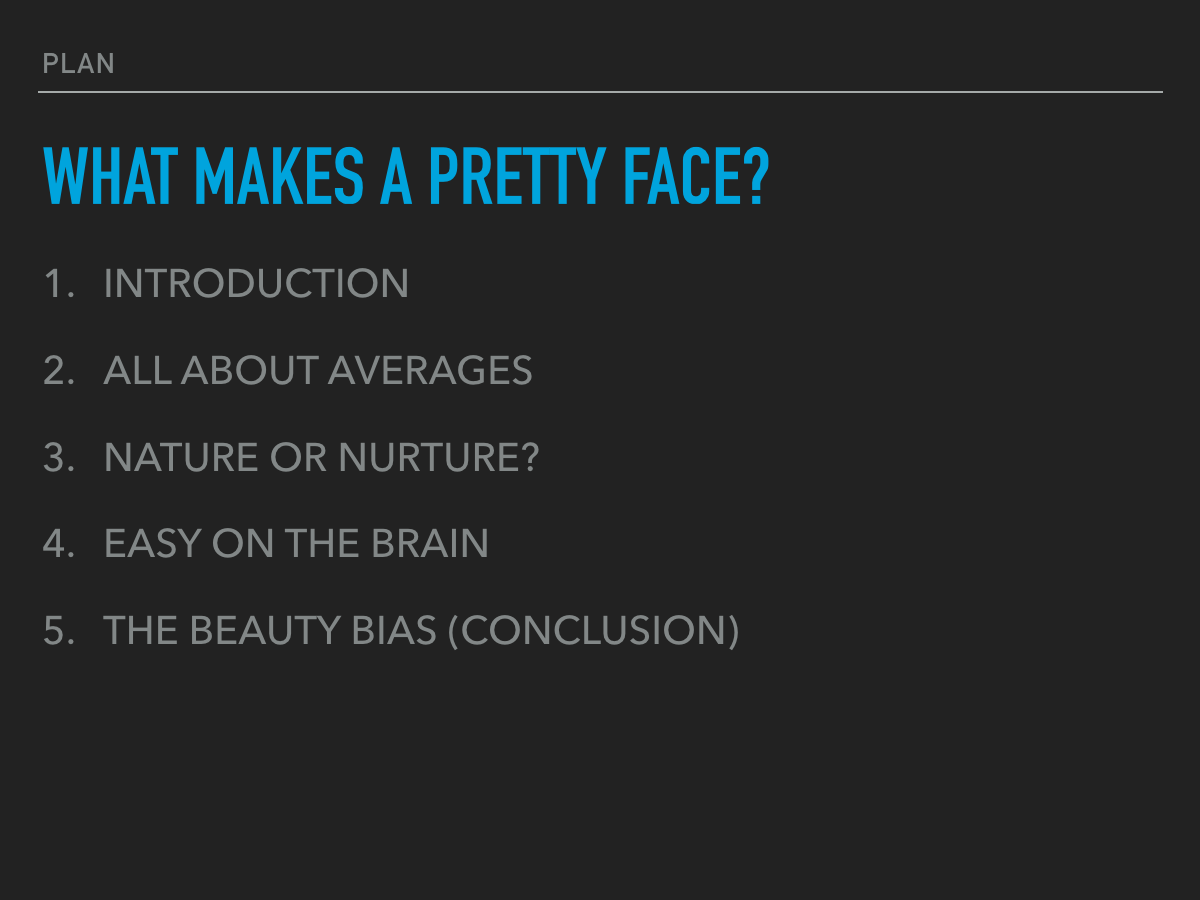 PLAN
WHAT MAKES A PRETTY FACE?
1. INTRODUCTION
2. ALL ABOUT AVERAGES
3. NATURE OR NURTURE?
4. EASY ON THE BRAIN
5. THE BEAUTY BIAS (CONCLUSION)